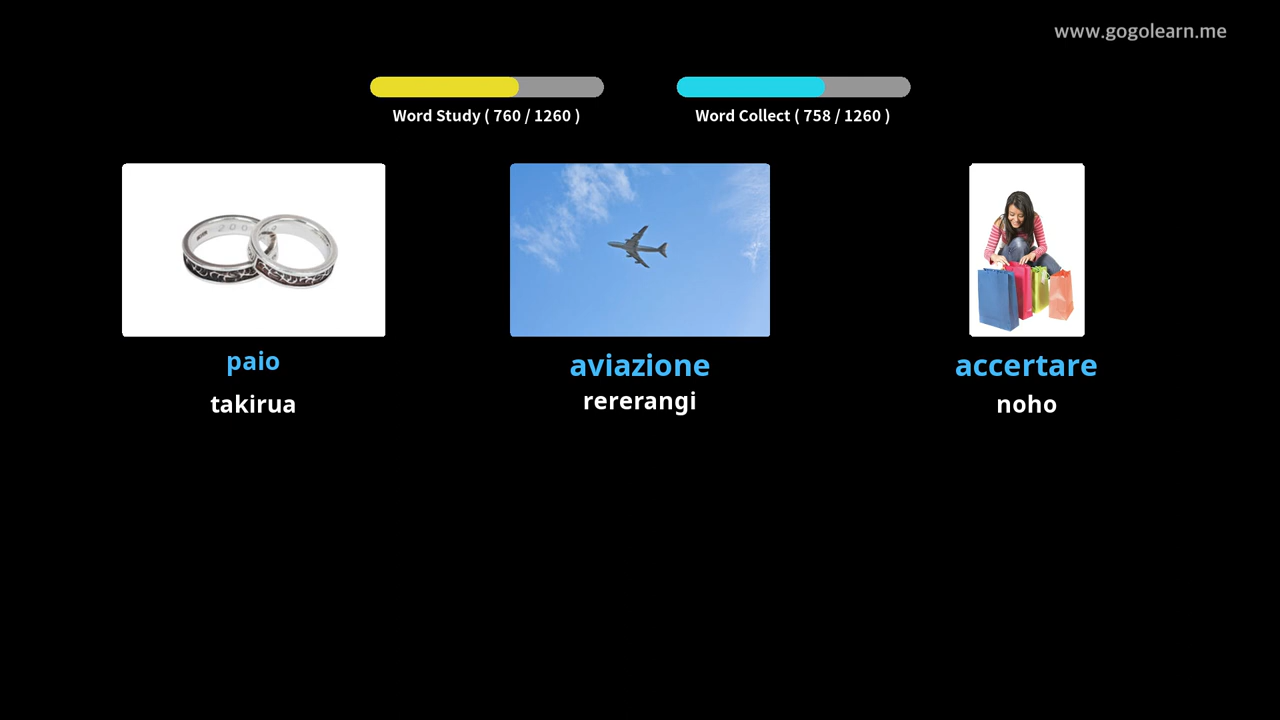 www.gogolearn.me
Word Study ( 760 / 1260 )
Word Collect ( 758 / 1260 )
paio
takirua
aviazione
rererangi
accertare
noho